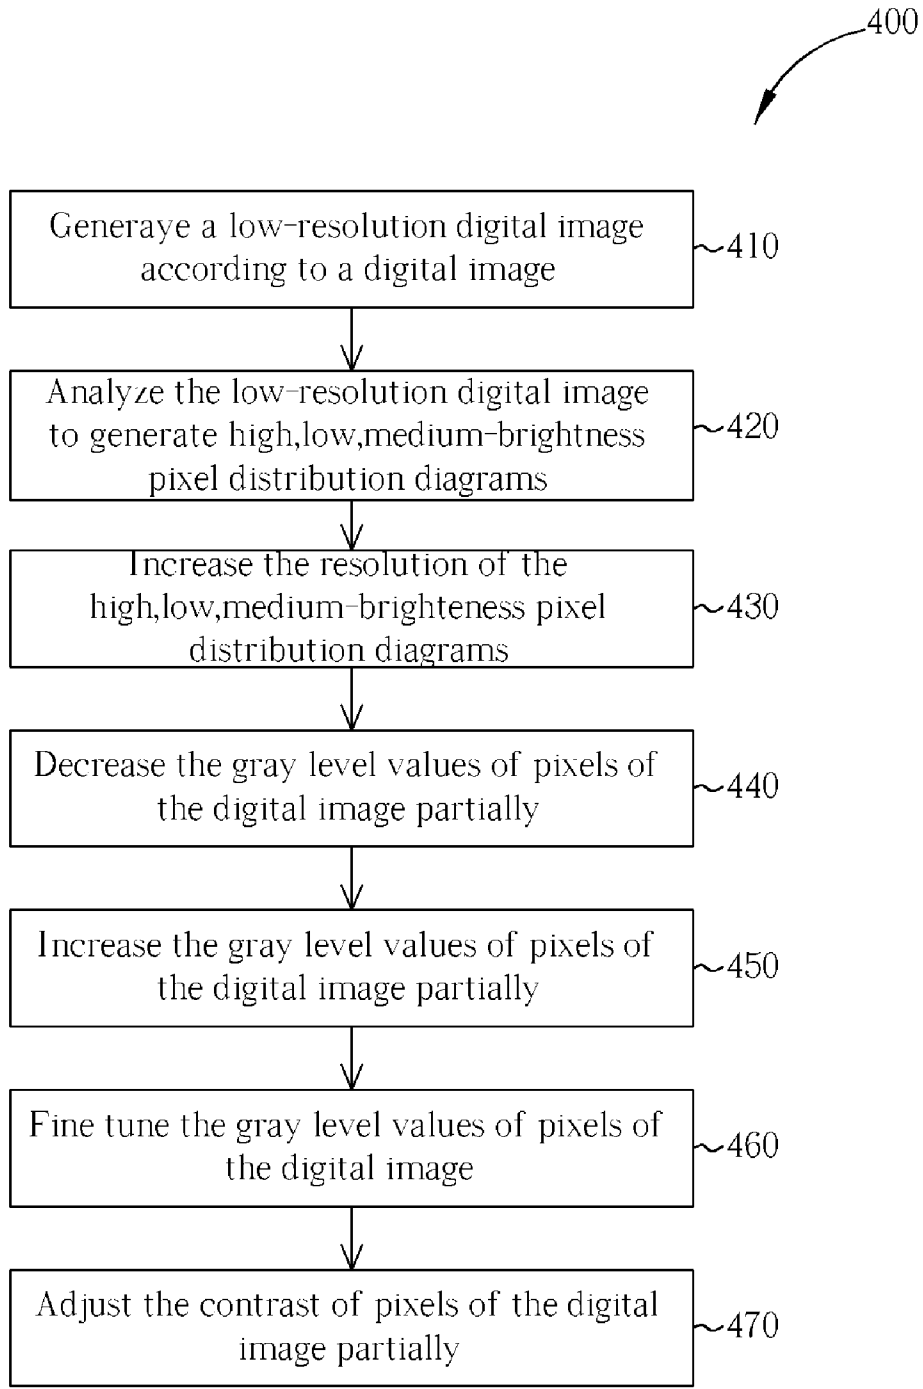 400
Generaye a low-resolution digital image
according to a digital image
410
Analyze the low-resolution digital image
to generate high,low,medium-brightness
pixel distribution diagrams
420
Increase the resolution of the
high,low,medium-brighteness pixel
distribution diagrams
430
Decrease the gray level values of pixels of
the digital image partially
440
Increase the gray level values of pixels of
the digital image partially
450
Fine tune the gray level values of pixels of
the digital image
460
Adjust the contrast of pixels of the digital
image partially
470